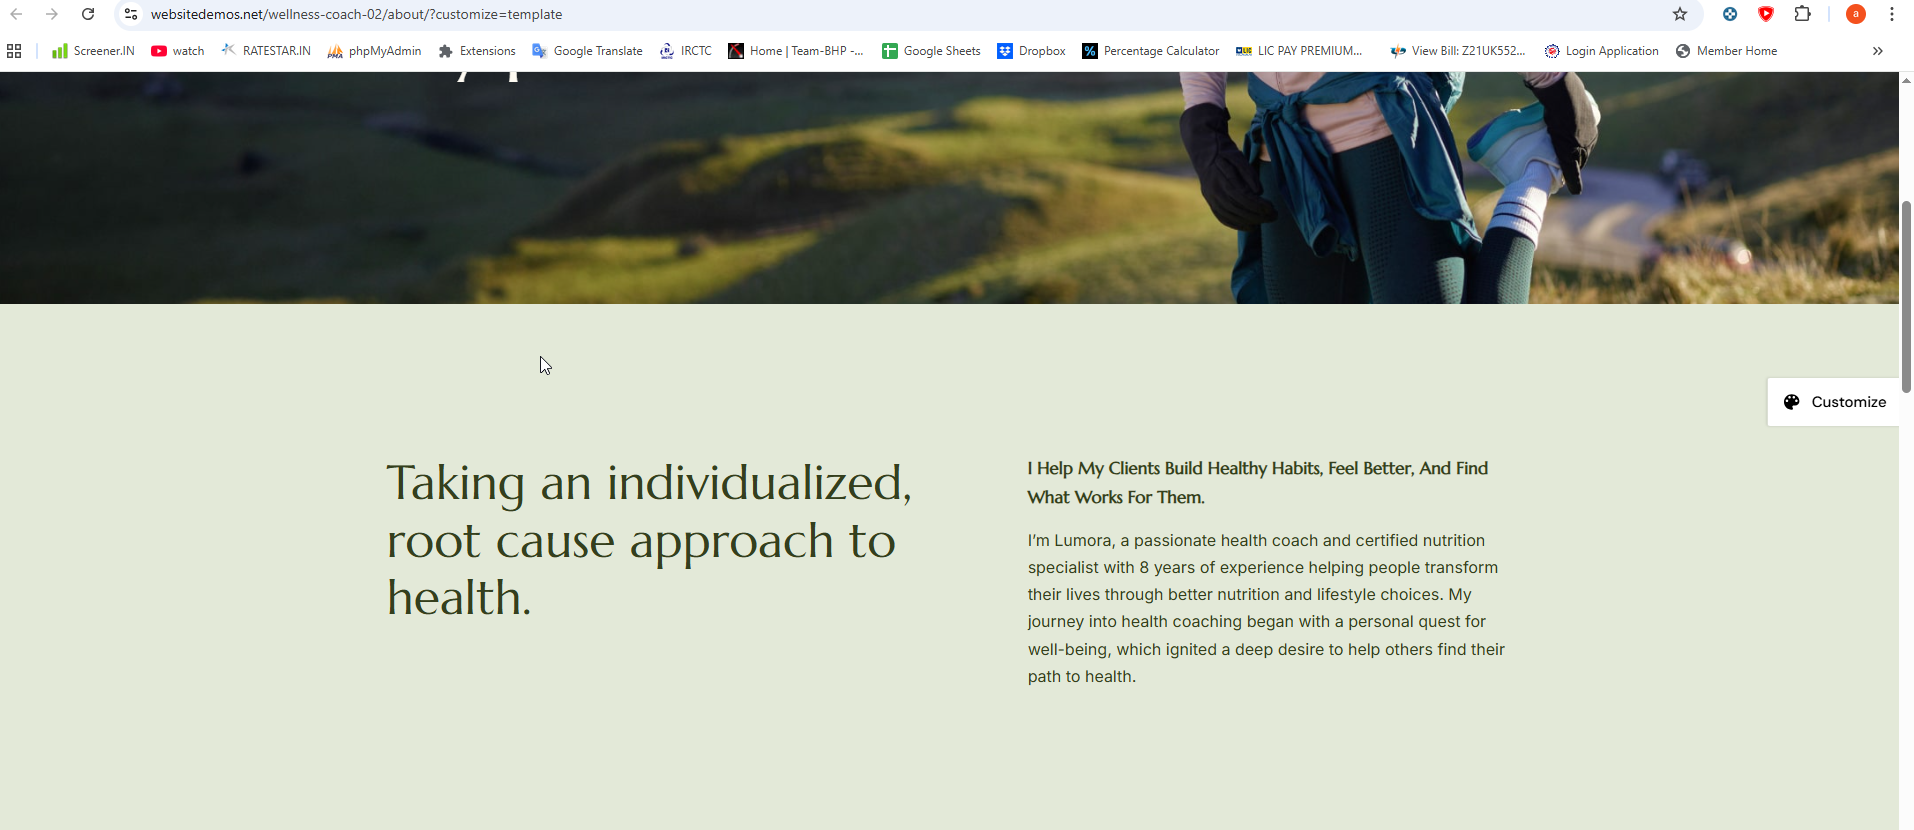 websitedemos.net/wellness-coach-02/about/?customize=template
a
Screener.IN watch RATESTAR.IN phpMyAdmin Extensions Google Translate IRCTC Home | Team-BHP -... Google Sheets Dropbox Percentage Calculator LIC PAY PREMIUM... View Bill: Z21UK552... Login Application Member Home
Customize
Taking an individualized,
root cause approach to
health.
I Help My Clients Build Healthy Habits, Feel Better, And Find
What Works For Them.
I'm Lumora, a passionate health coach and certified nutrition
specialist with 8 years of experience helping people transform
their lives through better nutrition and lifestyle choices. My
journey into health coaching began with a personal quest for
well-being, which ignited a deep desire to help others find their
path to health.